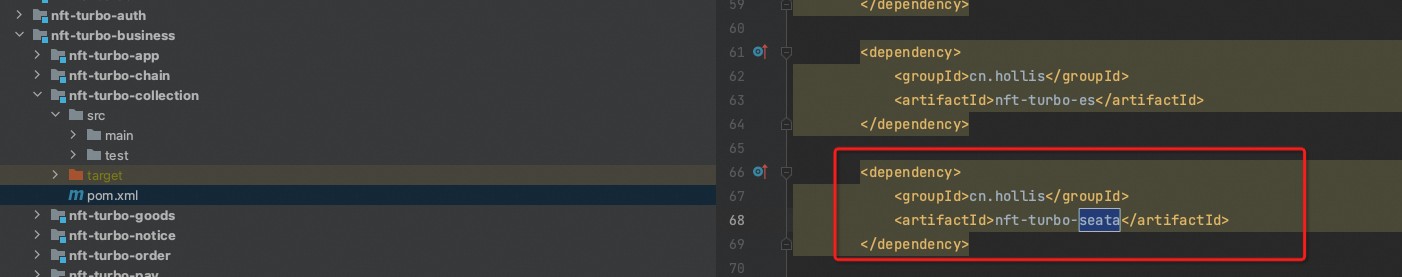 nft-turbo-auth
nft-turbo-business
nft-turbo-app
nft-turbo-chain
nft-turbo-collection
src
main
test
target
m pom.xml
nft-turbo-goods
nft-turbo-notice
nft-turbo-order
nft-turbo-pay
59 </dependency>
60
61 <dependency>
62 <groupId>cn.hollis</groupId>
63 <artifactId>nft-turbo-es</artifactId>
64 </dependency>
65
66 <dependency>
67 <groupId>cn.hollis</groupId>
68 <artifactId>nft-turbo-seata</artifactId>
69 </dependency>
70